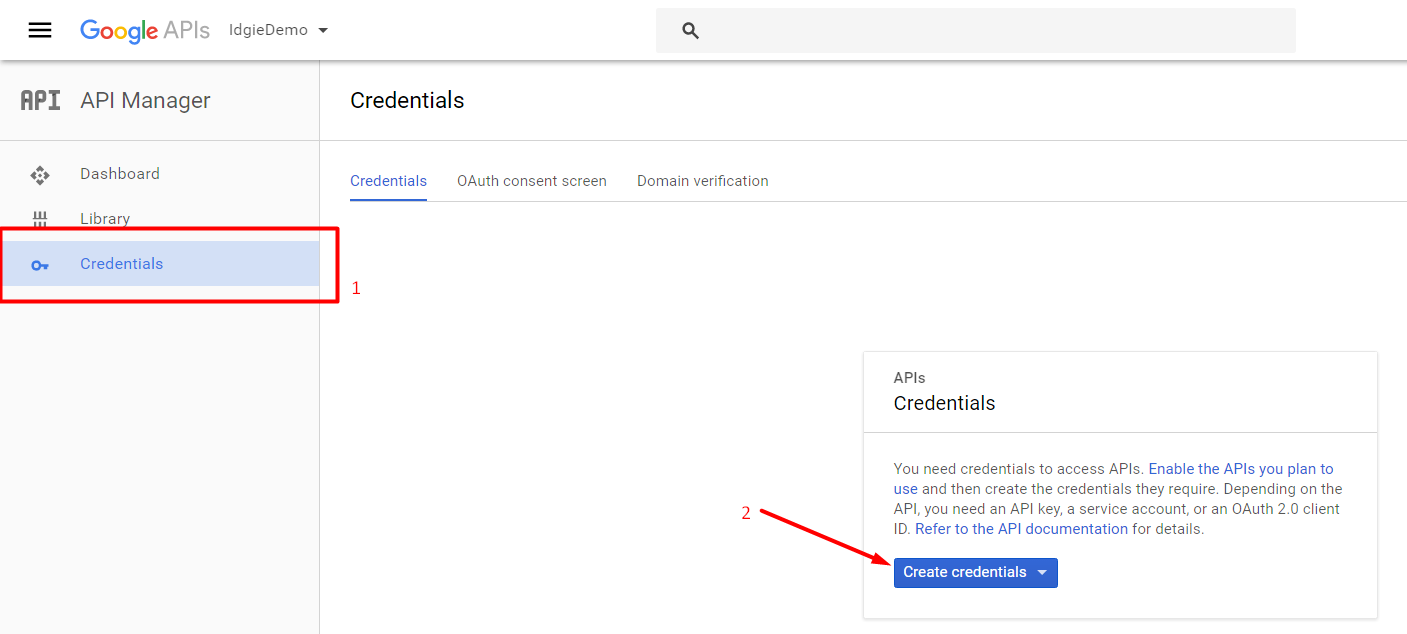 Google APIs IdgieDemo
API API Manager
Credentials
Dashboard
Library
Credentials
1
Credentials OAuth consent screen Domain verification
APIs
Credentials
You need credentials to access APIs. Enable the APIs you plan to
use and then create the credentials they require. Depending on the
API, you need an API key, a service account, or an OAuth 2.0 client
ID. Refer to the API documentation for details.
2
Create credentials